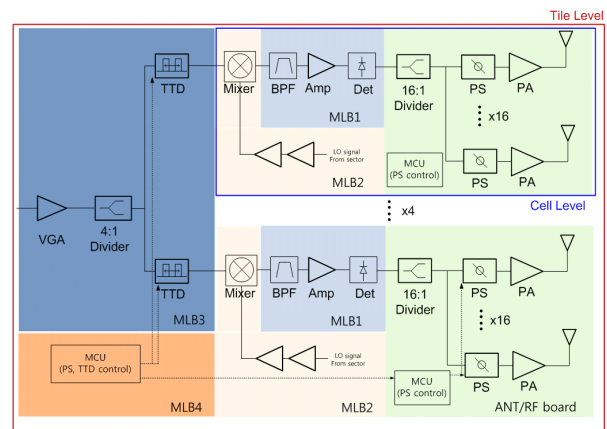 Tile Level
TTD
Mixer
BPF
Amp
Det
16:1
Divider
PS
PA
MLB1
x16
LO signal
From sector
MCU
(PS control)
MLB2
PS
PA
Cell Level
x4
VGA
4:1
Divider
TTD
Mixer
BPF
Amp
Det
16:1
Divider
PS
PA
MLB3
MLB1
x16
MCU
(PS, TTD control)
LO signal
From sector
MCU
(PS control)
PS
PA
MLB4
MLB2
ANT/RF board